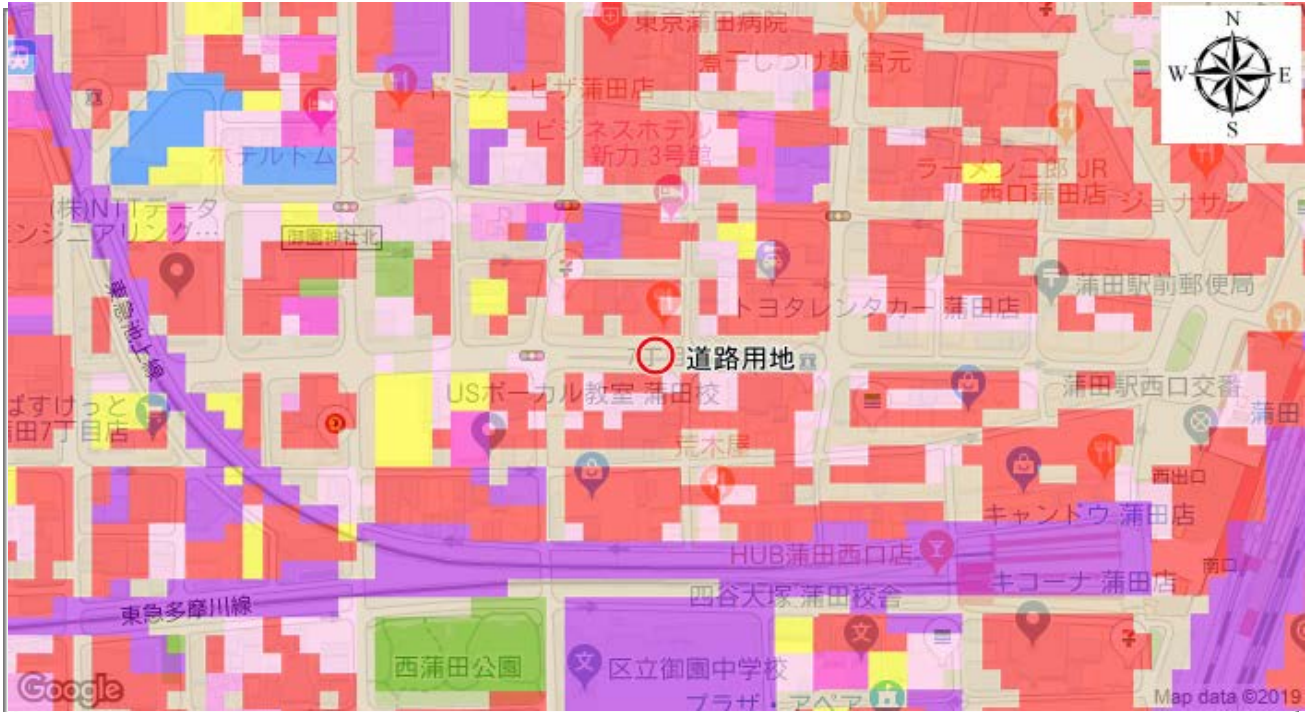 東京蒲田病院
N
W
E
S
煮干しつけ麺 宮元
ドミノ・ピザ蒲田店
ビジネスホテル
新力 3号館
ホテルトムス
ラーメン二郎 JR
西口蒲田店
ジョナサン
(株)NTTデータ
エンジニアリング…
御園神社北
東急池上線
蒲田駅前郵便局
トヨタレンタカー 蒲田店
7丁目
道路用地
USボーカル教室 蒲田校
蒲田駅西口交番
蒲田
ばすけっと
蒲田7丁目店
荒木屋
西出口
キャンドゥ 蒲田店
HUB蒲田西口店
南口
キコーナ 蒲田店
東急多摩川線
四谷大塚 蒲田校舎
文
西蒲田公園
文
区立御園中学校
プラザ・アペア
Google
Map data ©2019